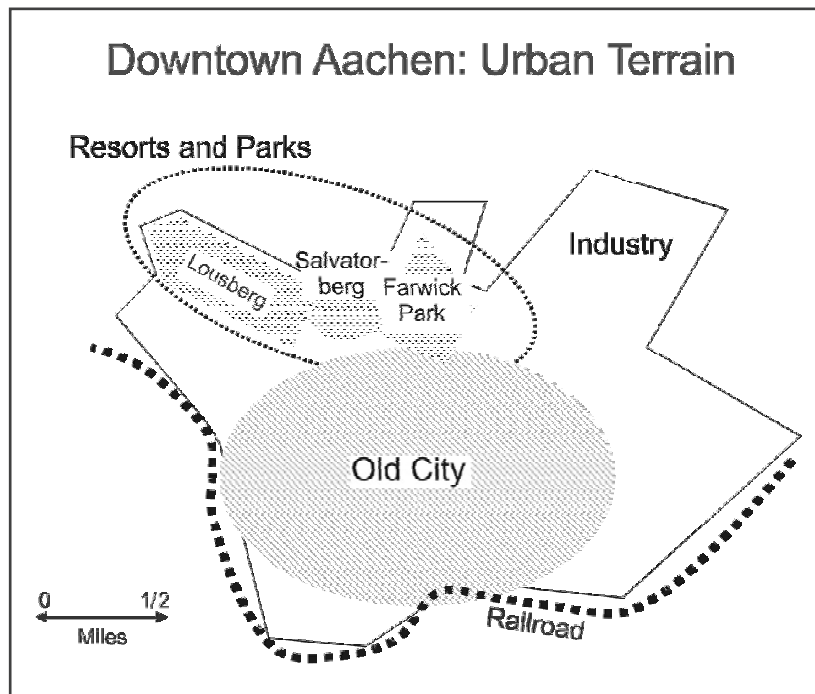 Downtown Aachen: Urban Terrain
Resorts and Parks
Industry
Lousberg
Salvator-
berg
Farwick
Park
Old City
0 1/2
Miles
Railroad